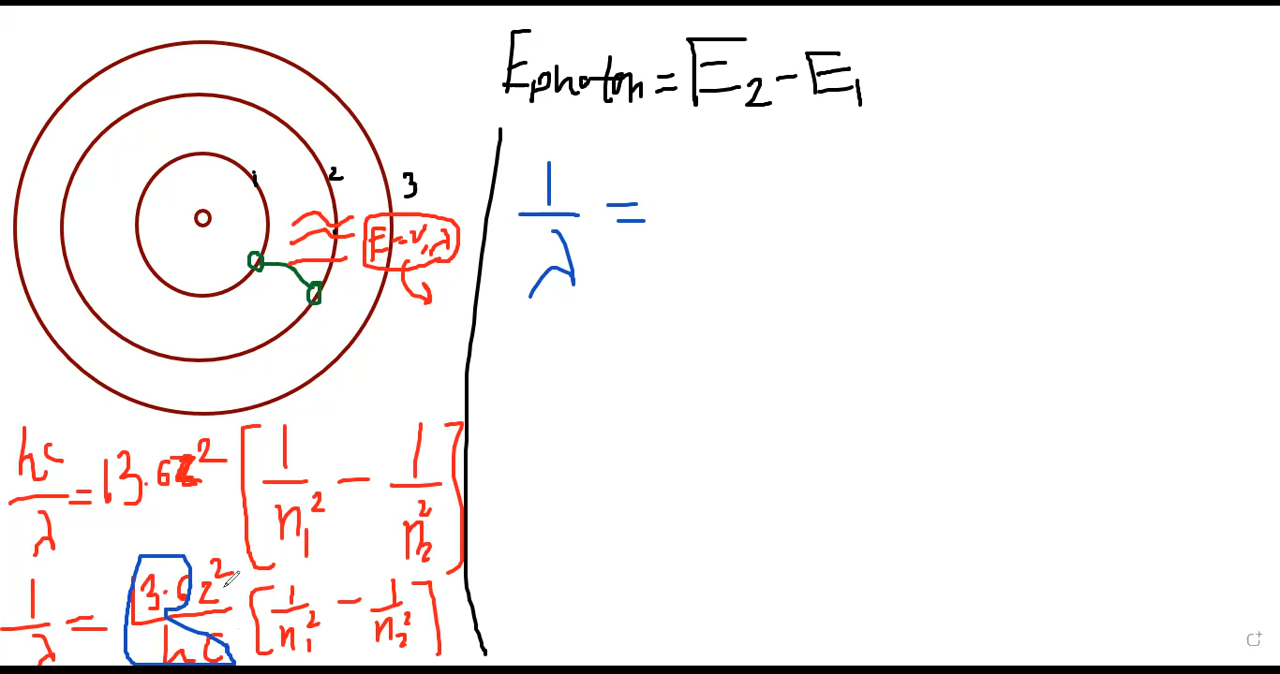 E photon = E₂ - E₁
1 2 3
E = ν, λ
1/λ =
hc/λ = 13.6z² [1/n₁² - 1/n₂²]
1/λ = 13.6z²/hc [1/n₁² - 1/n₂²]